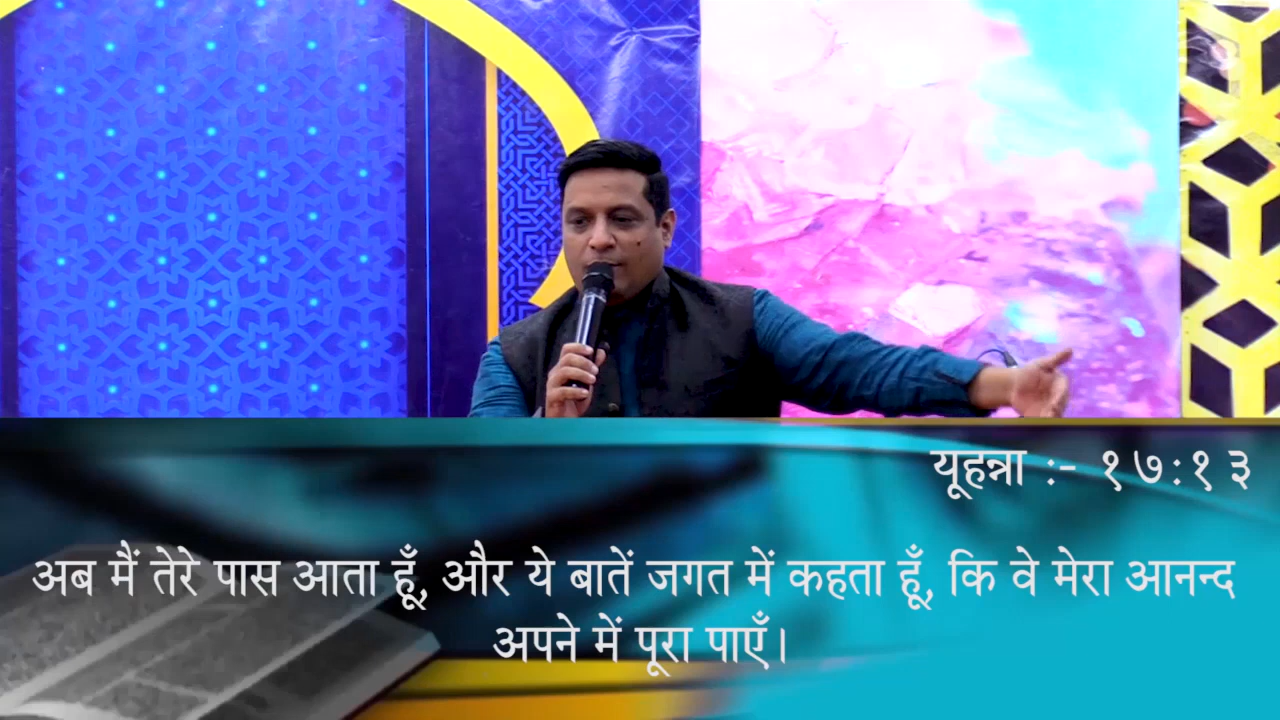 यूहन्ना :- १७:१३
अब मैं तेरे पास आता हूँ, और ये बातें जगत में कहता हूँ, कि वे मेरा आनन्द
अपने में पूरा पाएँ।